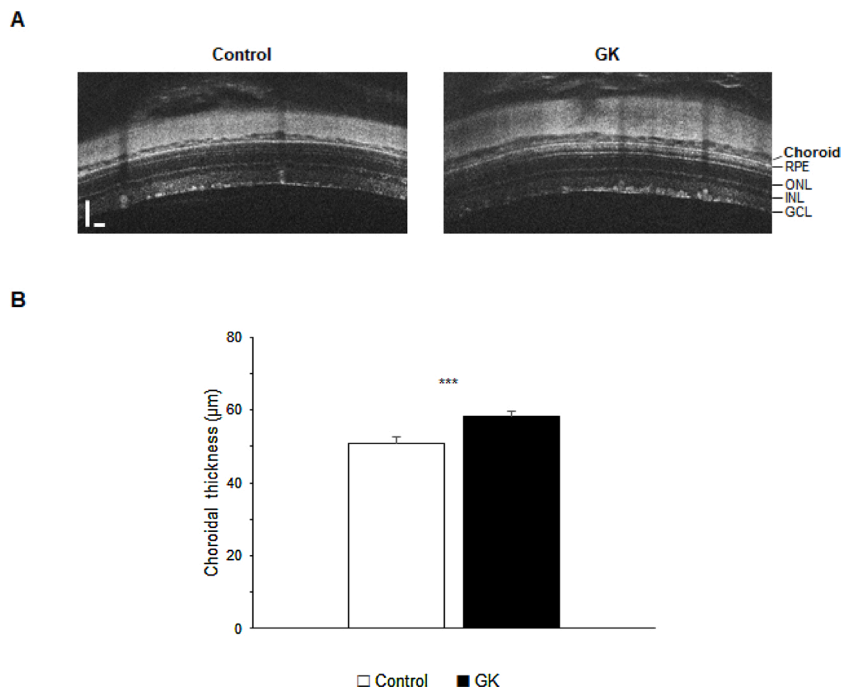 A
Control GK
Choroid
RPE
ONL
INL
GCL
B
Choroidal thickness (µm)
80
60
40
20
0
***
Control GK